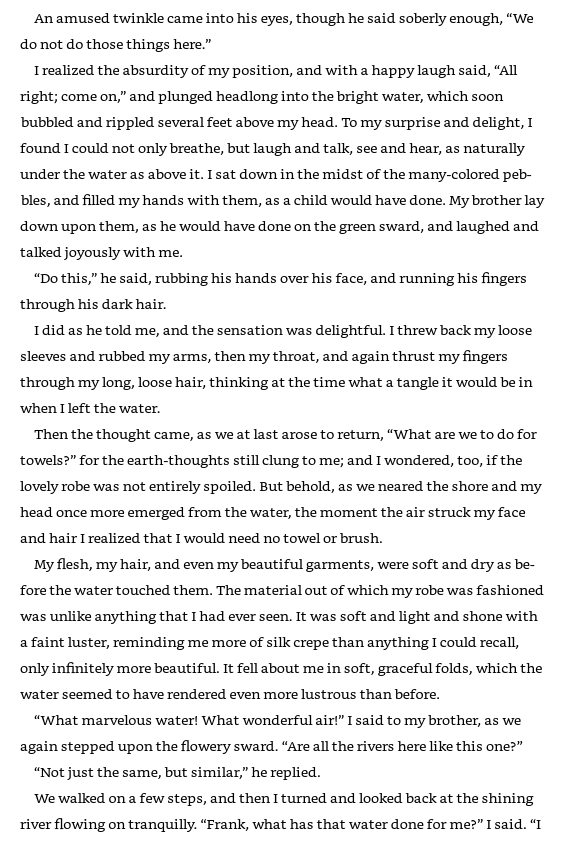 An amused twinkle came into his eyes, though he said soberly enough, “We
do not do those things here.”
I realized the absurdity of my position, and with a happy laugh said, “All
right; come on,” and plunged headlong into the bright water, which soon
bubbled and rippled several feet above my head. To my surprise and delight, I
found I could not only breathe, but laugh and talk, see and hear, as naturally
under the water as above it. I sat down in the midst of the many-colored peb-
bles, and filled my hands with them, as a child would have done. My brother lay
down upon them, as he would have done on the green sward, and laughed and
talked joyously with me.
“Do this,” he said, rubbing his hands over his face, and running his fingers
through his dark hair.
I did as he told me, and the sensation was delightful. I threw back my loose
sleeves and rubbed my arms, then my throat, and again thrust my fingers
through my long, loose hair, thinking at the time what a tangle it would be in
when I left the water.
Then the thought came, as we at last arose to return, “What are we to do for
towels?” for the earth-thoughts still clung to me; and I wondered, too, if the
lovely robe was not entirely spoiled. But behold, as we neared the shore and my
head once more emerged from the water, the moment the air struck my face
and hair I realized that I would need no towel or brush.
My flesh, my hair, and even my beautiful garments, were soft and dry as be-
fore the water touched them. The material out of which my robe was fashioned
was unlike anything that I had ever seen. It was soft and light and shone with
a faint luster, reminding me more of silk crepe than anything I could recall,
only infinitely more beautiful. It fell about me in soft, graceful folds, which the
water seemed to have rendered even more lustrous than before.
“What marvelous water! What wonderful air!” I said to my brother, as we
again stepped upon the flowery sward. “Are all the rivers here like this one?”
“Not just the same, but similar,” he replied.
We walked on a few steps, and then I turned and looked back at the shining
river flowing on tranquilly. “Frank, what has that water done for me?” I said. “I